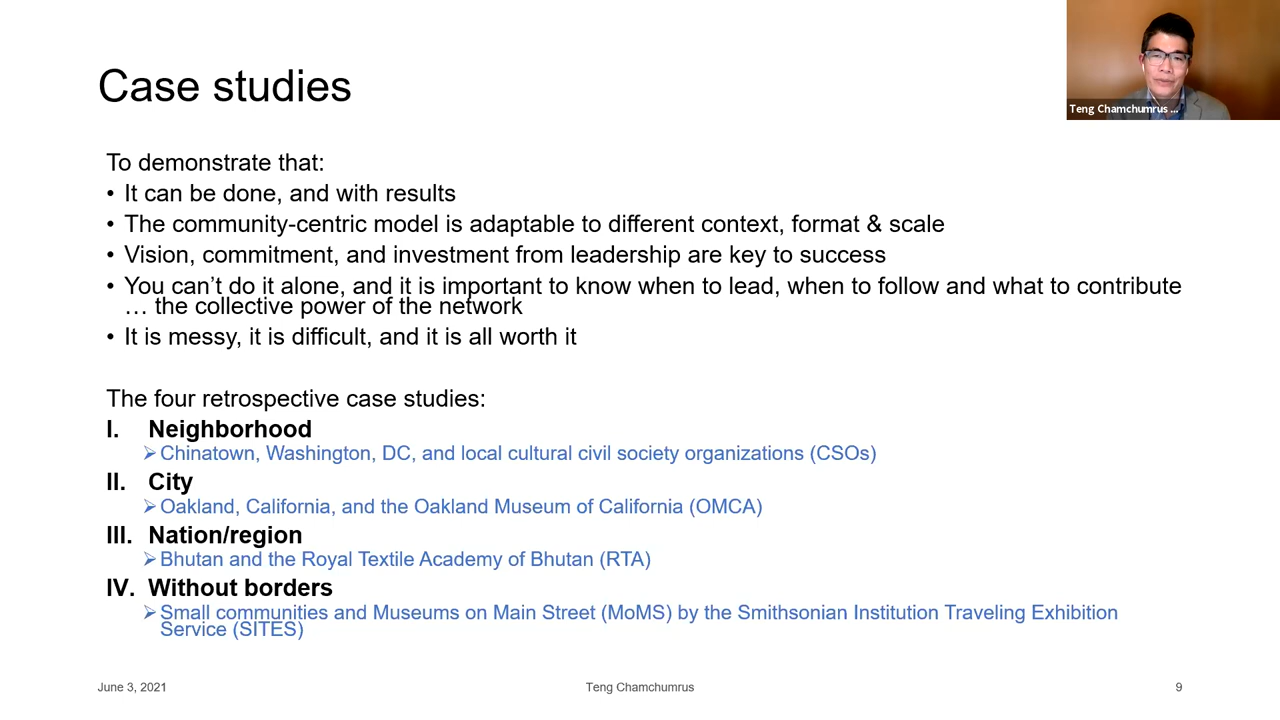 Case studies
Teng Chamchumrus ...
To demonstrate that:
• It can be done, and with results
• The community-centric model is adaptable to different context, format & scale
• Vision, commitment, and investment from leadership are key to success
• You can’t do it alone, and it is important to know when to lead, when to follow and what to contribute
… the collective power of the network
• It is messy, it is difficult, and it is all worth it
The four retrospective case studies:
I. Neighborhood
➢ Chinatown, Washington, DC, and local cultural civil society organizations (CSOs)
II. City
➢ Oakland, California, and the Oakland Museum of California (OMCA)
III. Nation/region
➢ Bhutan and the Royal Textile Academy of Bhutan (RTA)
IV. Without borders
➢ Small communities and Museums on Main Street (MoMS) by the Smithsonian Institution Traveling Exhibition
Service (SITES)
June 3, 2021
Teng Chamchumrus
9